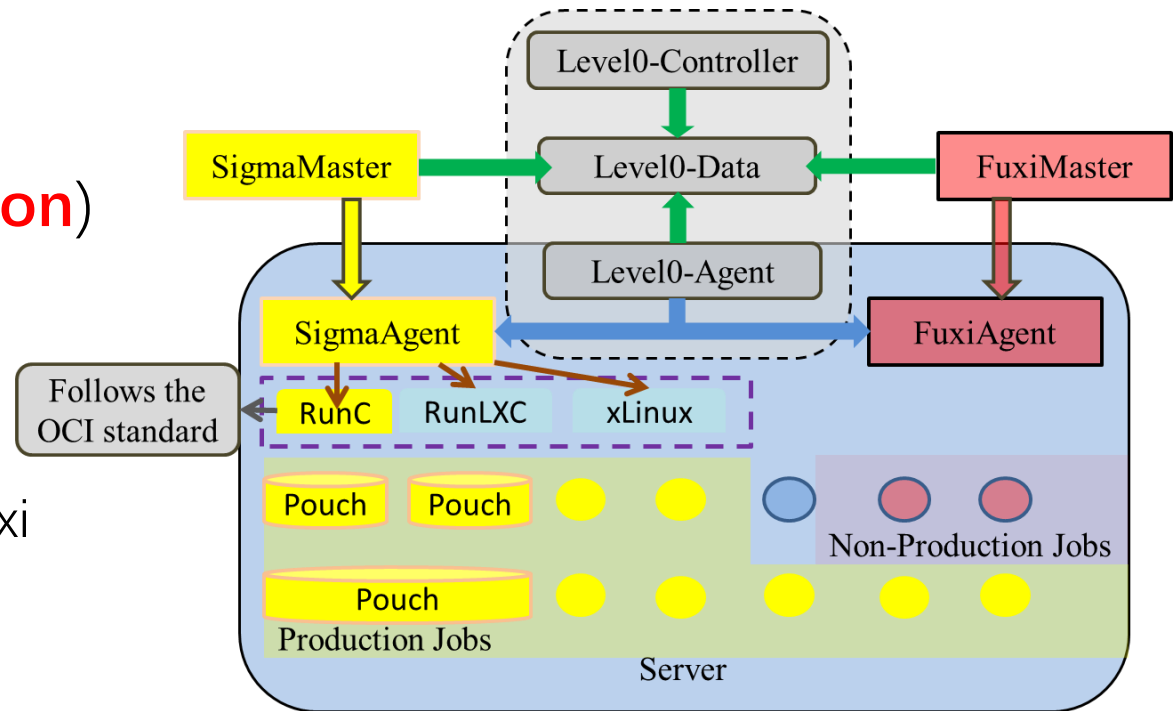 Level0-Controller
SigmaMaster
Level0-Data
FuxiMaster
on)
Level0-Agent
SigmaAgent
FuxiAgent
Follows the
OCI standard
RunC
RunLXC
xLinux
xi
Pouch
Pouch
Non-Production Jobs
Pouch
Production Jobs
Server